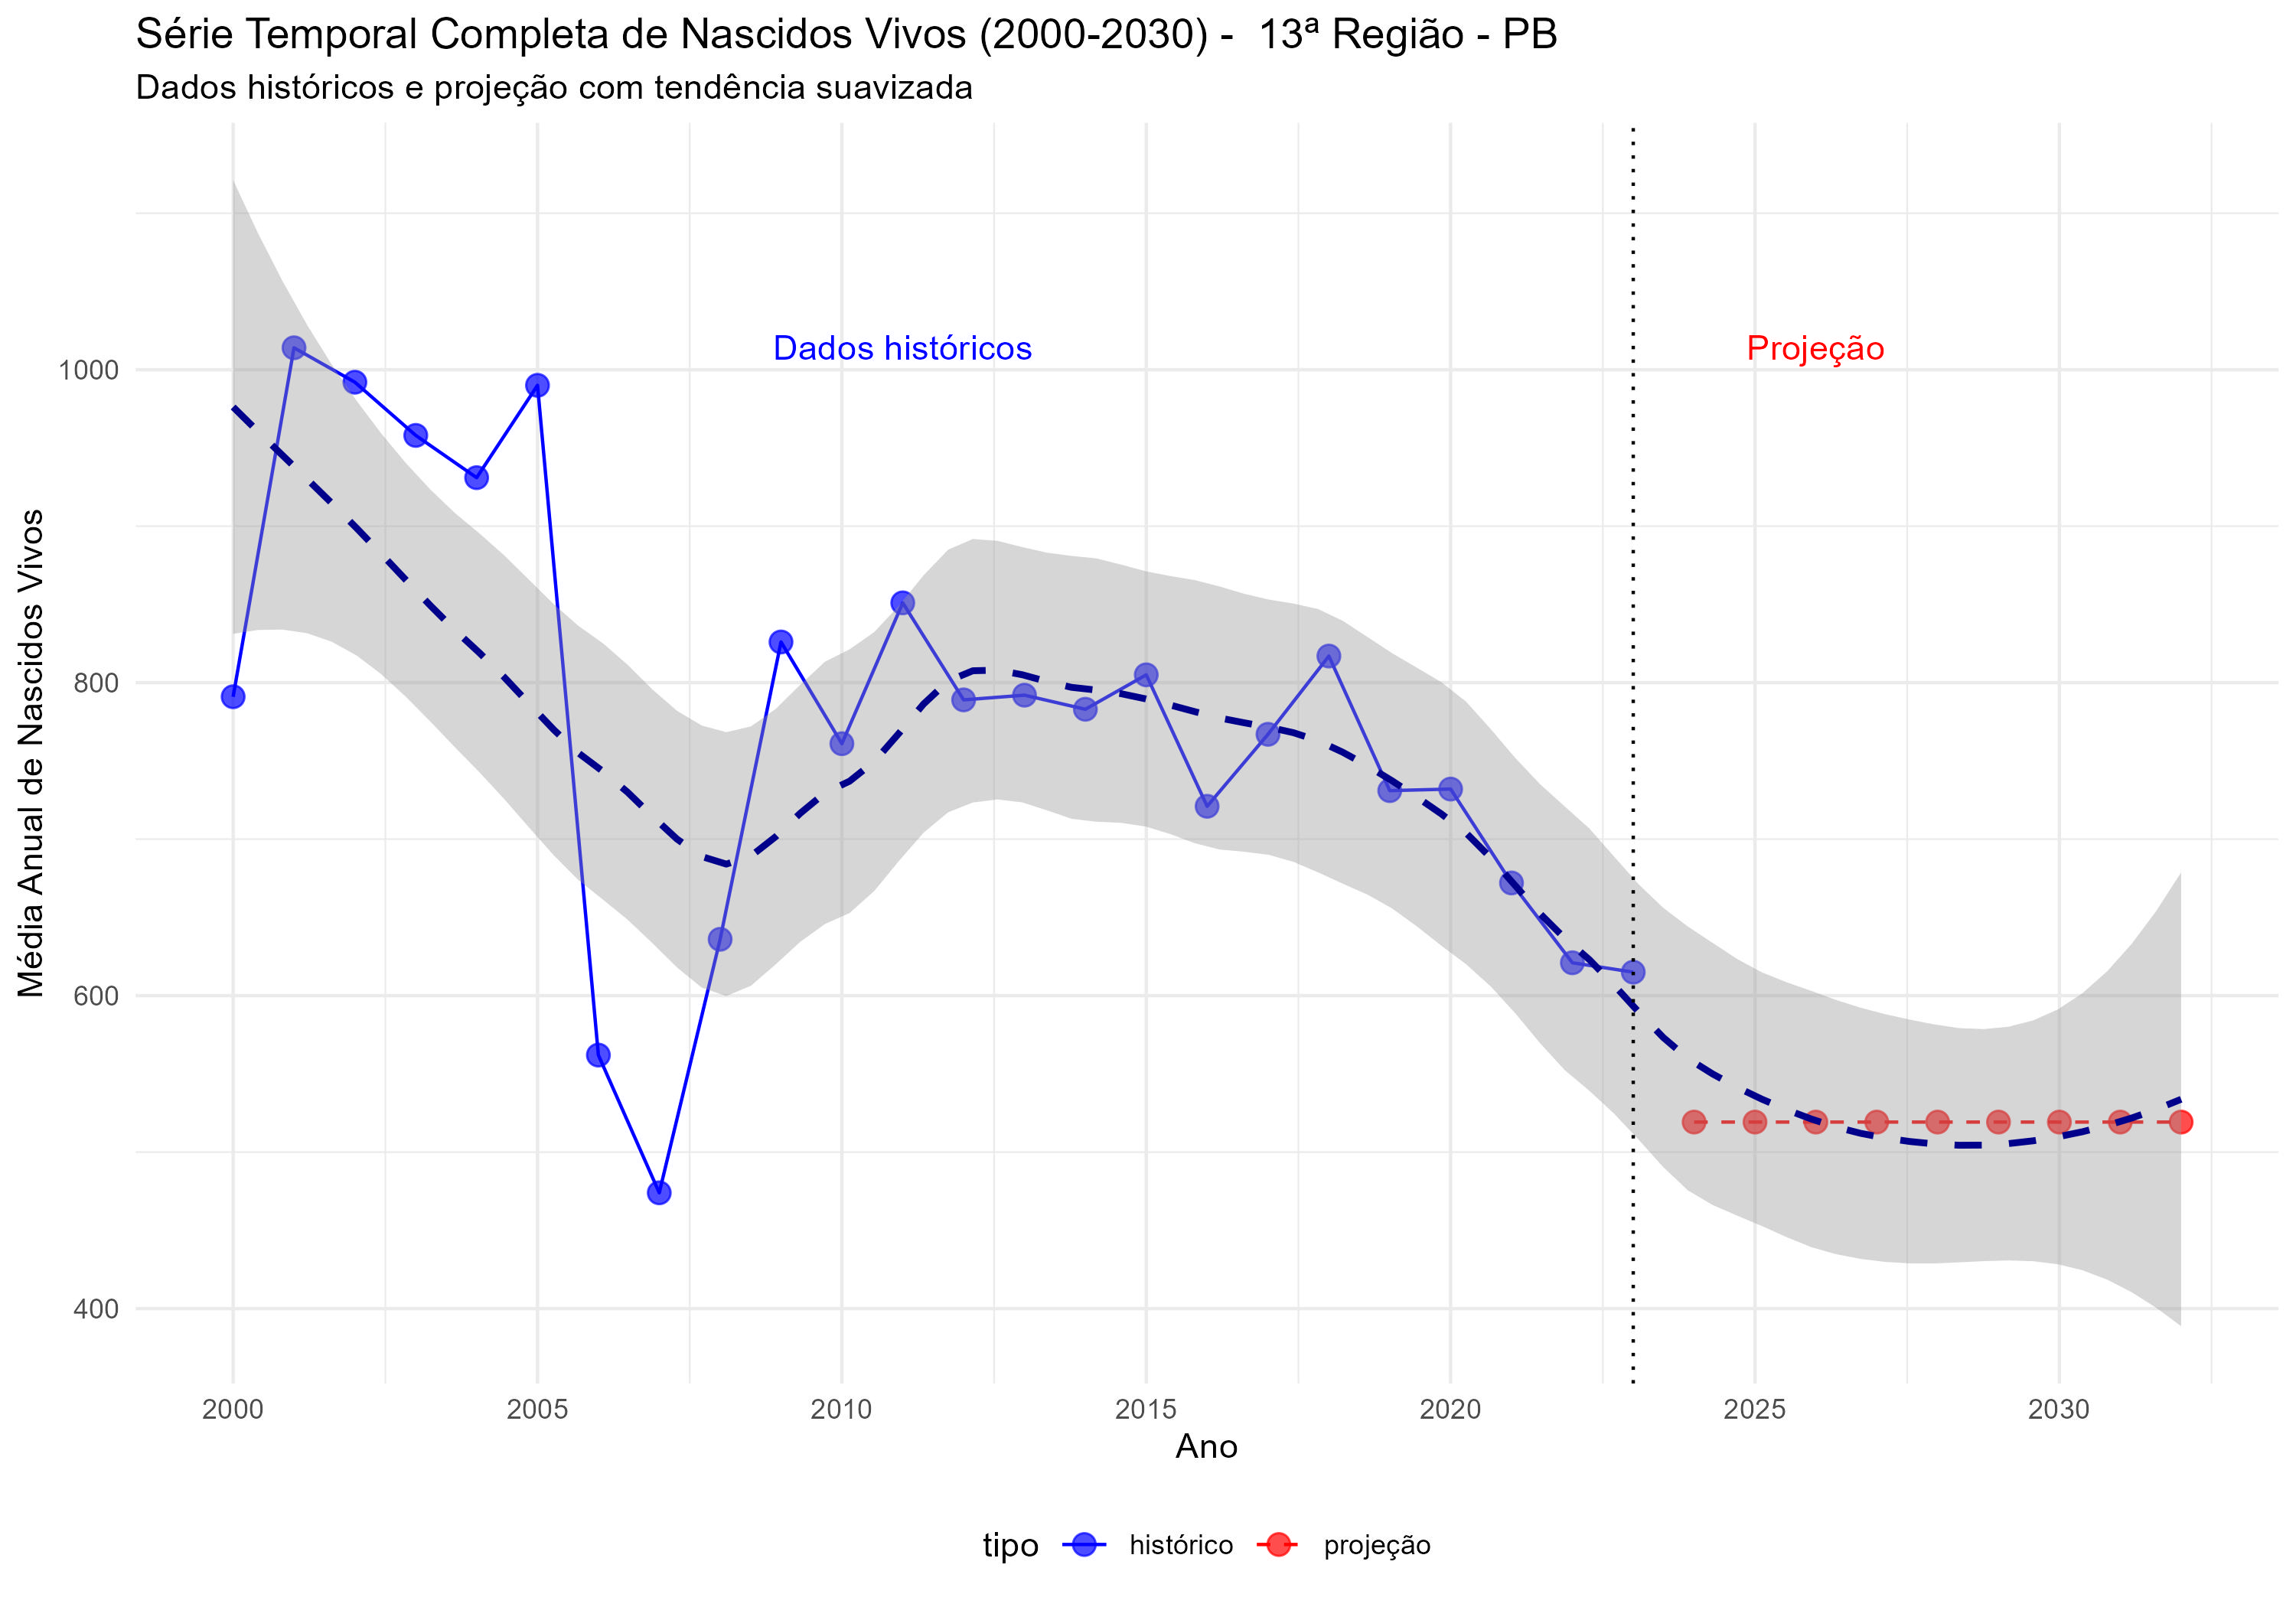 Série Temporal Completa de Nascidos Vivos (2000-2030) -  13ª Região - PB
Dados históricos e projeção com tendência suavizada
Média Anual de Nascidos Vivos
1000
800
600
400
Dados históricos
Projeção
2000 2005 2010 2015 2020 2025 2030
Ano
tipo histórico projeção